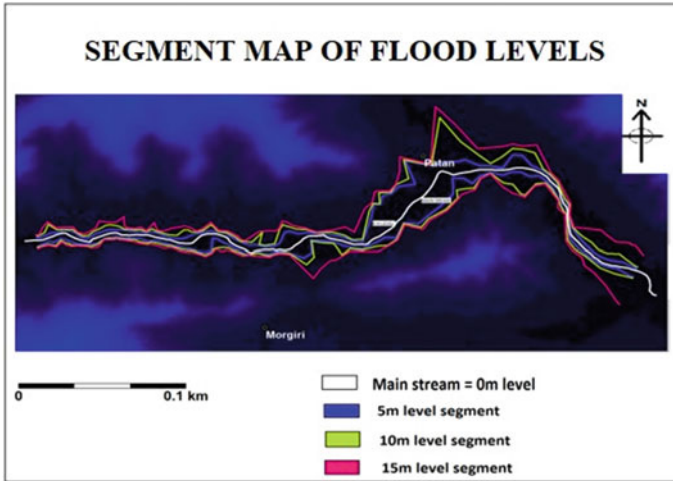 SEGMENT MAP OF FLOOD LEVELS
N
Patan
Morgiri
0 0.1 km
Main stream = 0m level
5m level segment
10m level segment
15m level segment